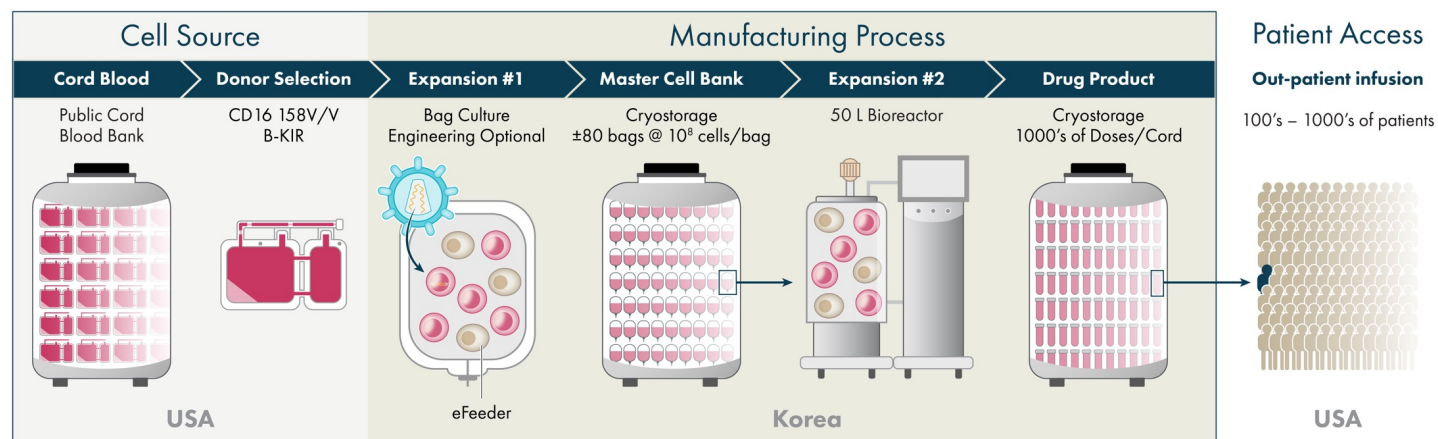 Cell Source
Manufacturing Process
Patient Access
Cord Blood
Donor Selection
Expansion #1
Master Cell Bank
Expansion #2
Drug Product
Out-patient infusion
Public Cord
Blood Bank
CD16 158V/V
B-KIR
Bag Culture
Engineering Optional
Cryostorage
±80 bags @ 10⁸ cells/bag
50 L Bioreactor
Cryostorage
1000's of Doses/Cord
100's – 1000's of patients
eFeeder
USA
Korea
USA